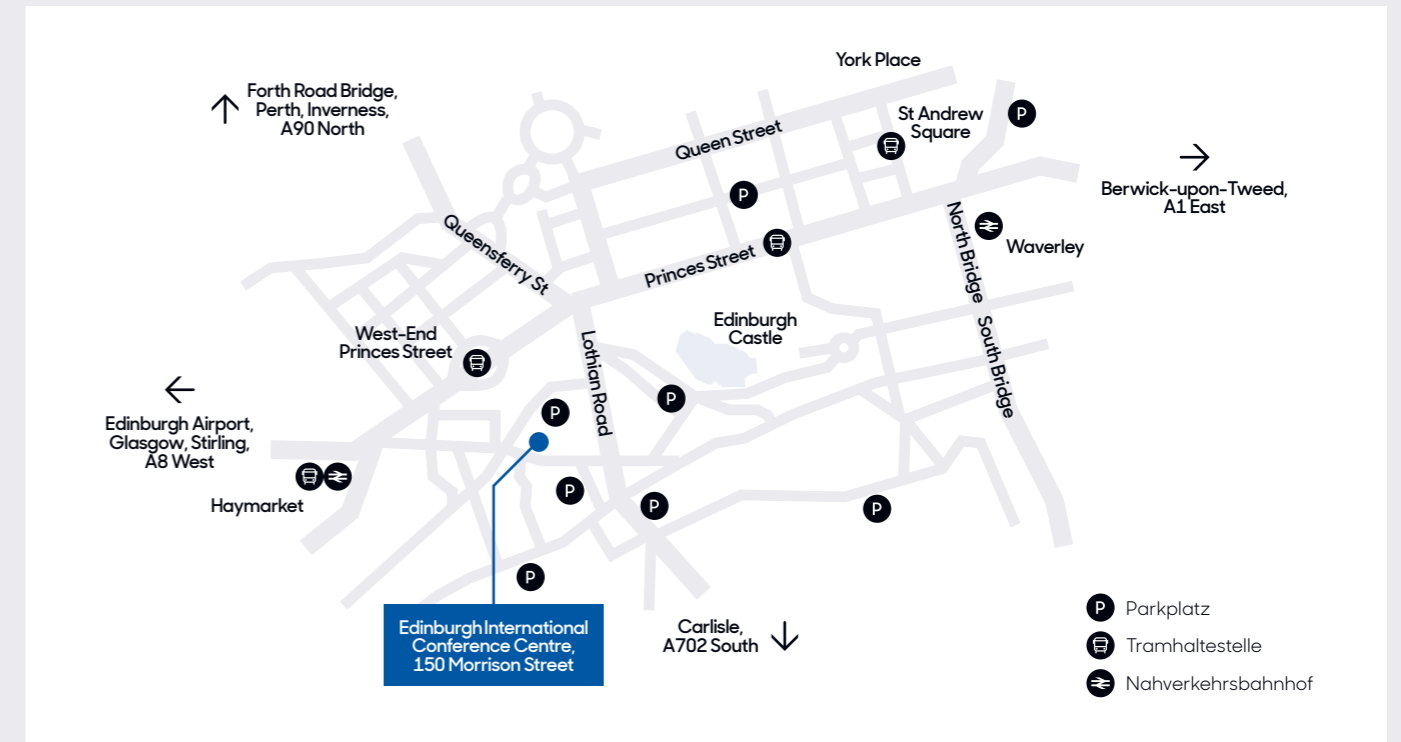 York Place
Forth Road Bridge,
Perth, Inverness,
A90 North
St Andrew
Square
P
Queen Street
Berwick-upon-Tweed,
A1 East
P
Queensferry St
North Bridge
Waverley
Princes Street
West-End
Princes Street
Edinburgh
Castle
Lothian Road
South Bridge
P
P
Edinburgh Airport,
Glasgow, Stirling,
A8 West
Haymarket
P
P
P
P
Edinburgh International
Conference Centre,
150 Morrison Street
Carlisle,
A702 South
P Parkplatz
Tramhaltestelle
Nahverkehrsbahnhof